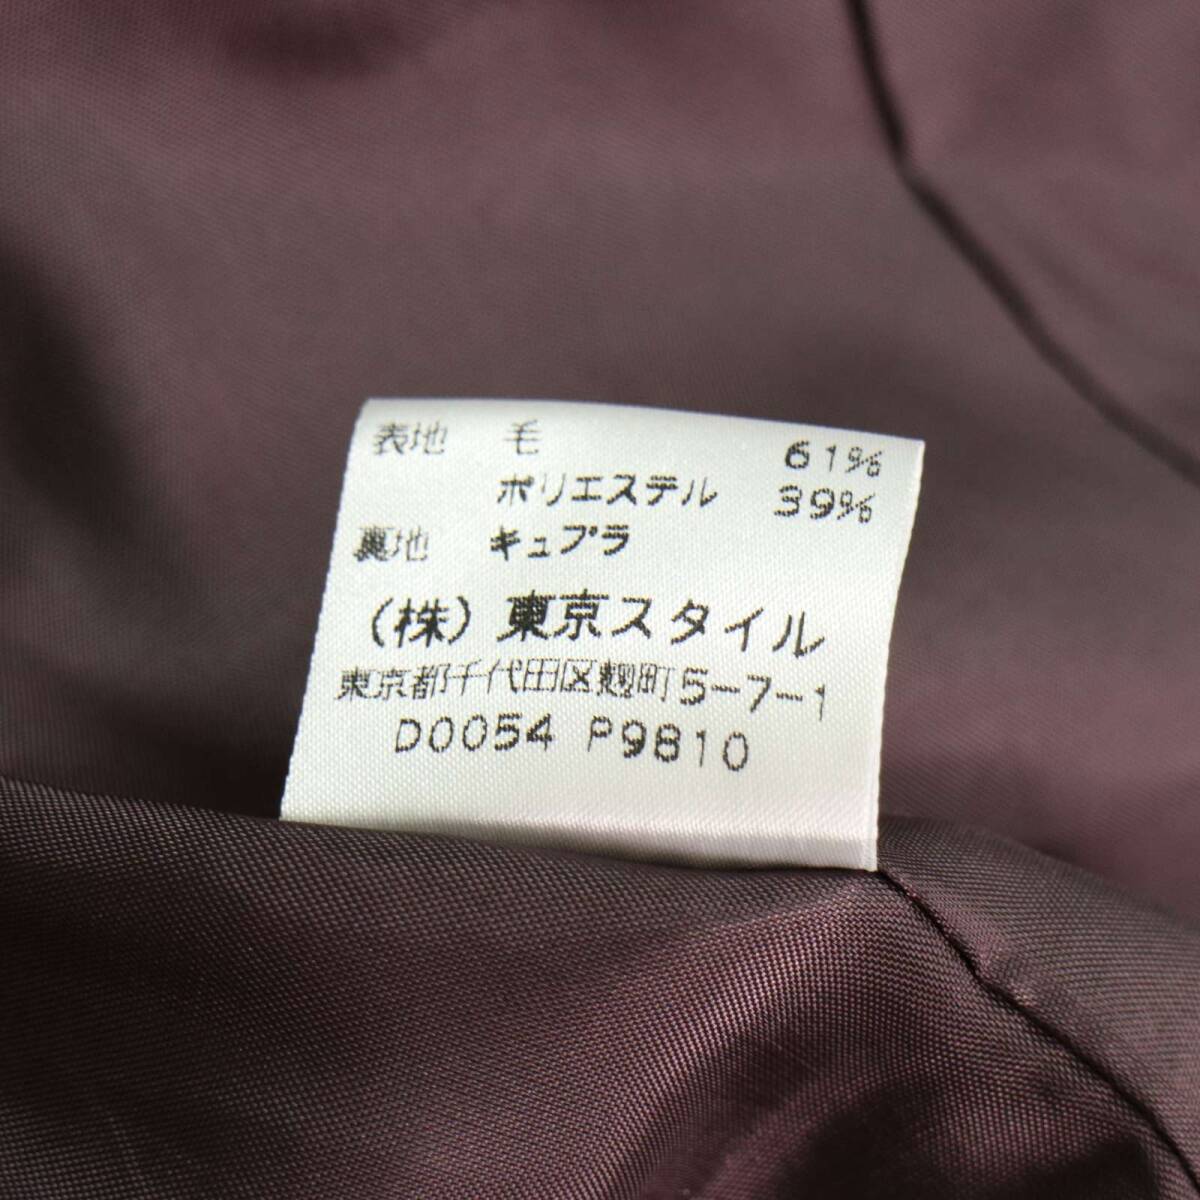 表地 毛 61%
ポリエステル 39%
裏地 キュプラ
(株)東京スタイル
東京都千代田区麹町5-7-1
D0054 P9810